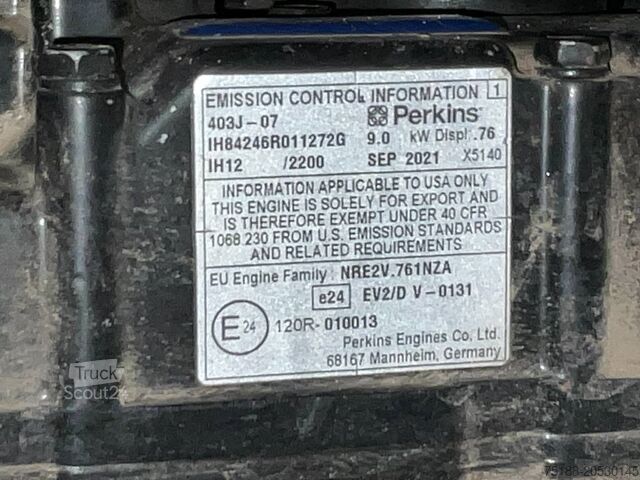 EMISSION CONTROL INFORMATION 1
403J-07 Perkins
IH84246R011272G 9.0 kW Displ .76
IH12 /2200 SEP 2021 X5140
INFORMATION APPLICABLE TO USA ONLY
THIS ENGINE IS SOLELY FOR EXPORT AND
IS THEREFORE EXEMPT UNDER 40 CFR
1068.230 FROM U.S. EMISSION STANDARDS
AND RELATED REQUIREMENTS
EU Engine Family: NRE2V.761NZA
e24 EV2/D V-0131
E24 120R-010013
Perkins Engines Co, Ltd.
68167 Mannheim, Germany
Truck
Scout24
75188-20530145